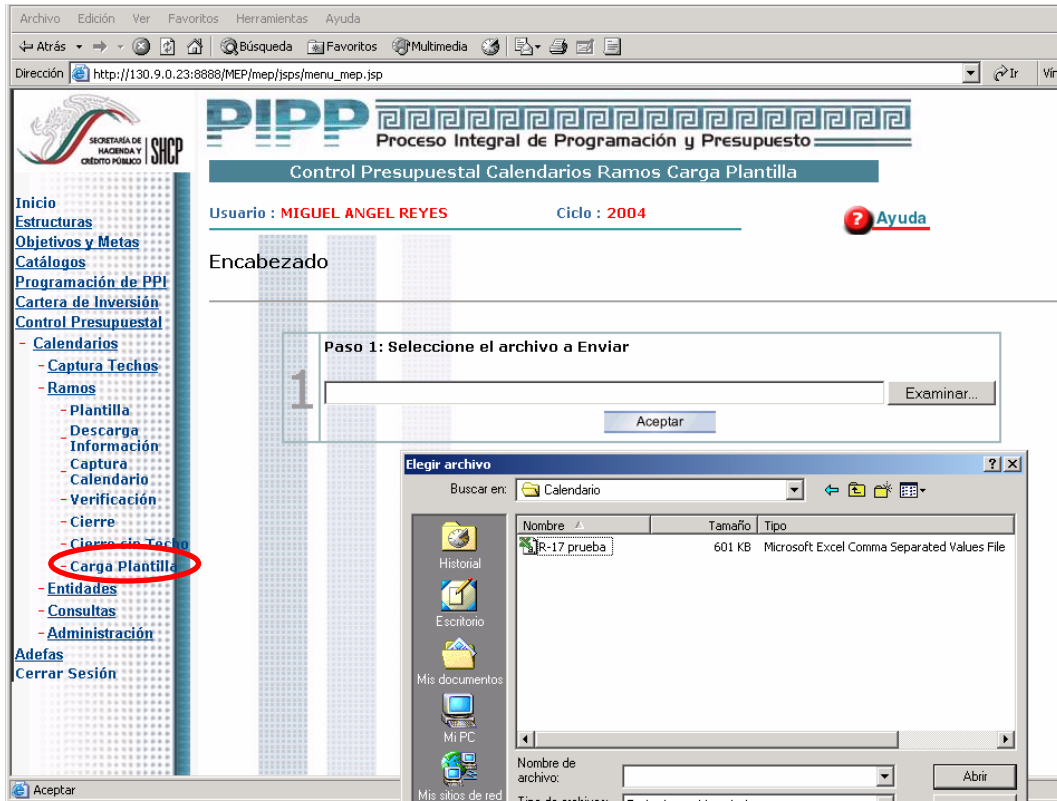 Archivo Edición Ver Favoritos Herramientas Ayuda
Atrás Búsqueda Favoritos Multimedia
Dirección http://130.9.0.23:8888/MEP/mep/jsps/menu_mep.jsp Ir
SECRETARÍA DE
HACIENDA Y
CRÉDITO PÚBLICO
SHCP
PIPP
Proceso Integral de Programación y Presupuesto
Control Presupuestal Calendarios Ramos Carga Plantilla
Usuario : MIGUEL ANGEL REYES Ciclo : 2004
? Ayuda
Encabezado
Inicio
Estructuras
Objetivos y Metas
Catálogos
Programación de PPI
Cartera de Inversión
Control Presupuestal
- Calendarios
- Captura Techos
- Ramos
- Plantilla
- Descarga
Información
- Captura
Calendario
- Verificación
- Cierre
- Cierre sin Techo
- Carga Plantilla
- Entidades
- Consultas
- Administración
Adefas
Cerrar Sesión
1
Paso 1: Seleccione el archivo a Enviar
Examinar...
Aceptar
Elegir archivo
Buscar en: Calendario
Nombre Tamaño Tipo
R-17 prueba 601 KB Microsoft Excel Comma Separated Values File
Historial
Escritorio
Mis documentos
Mi PC
Mis sitios de red
Nombre de
archivo:
Abrir
Tipo de archivos:
Aceptar